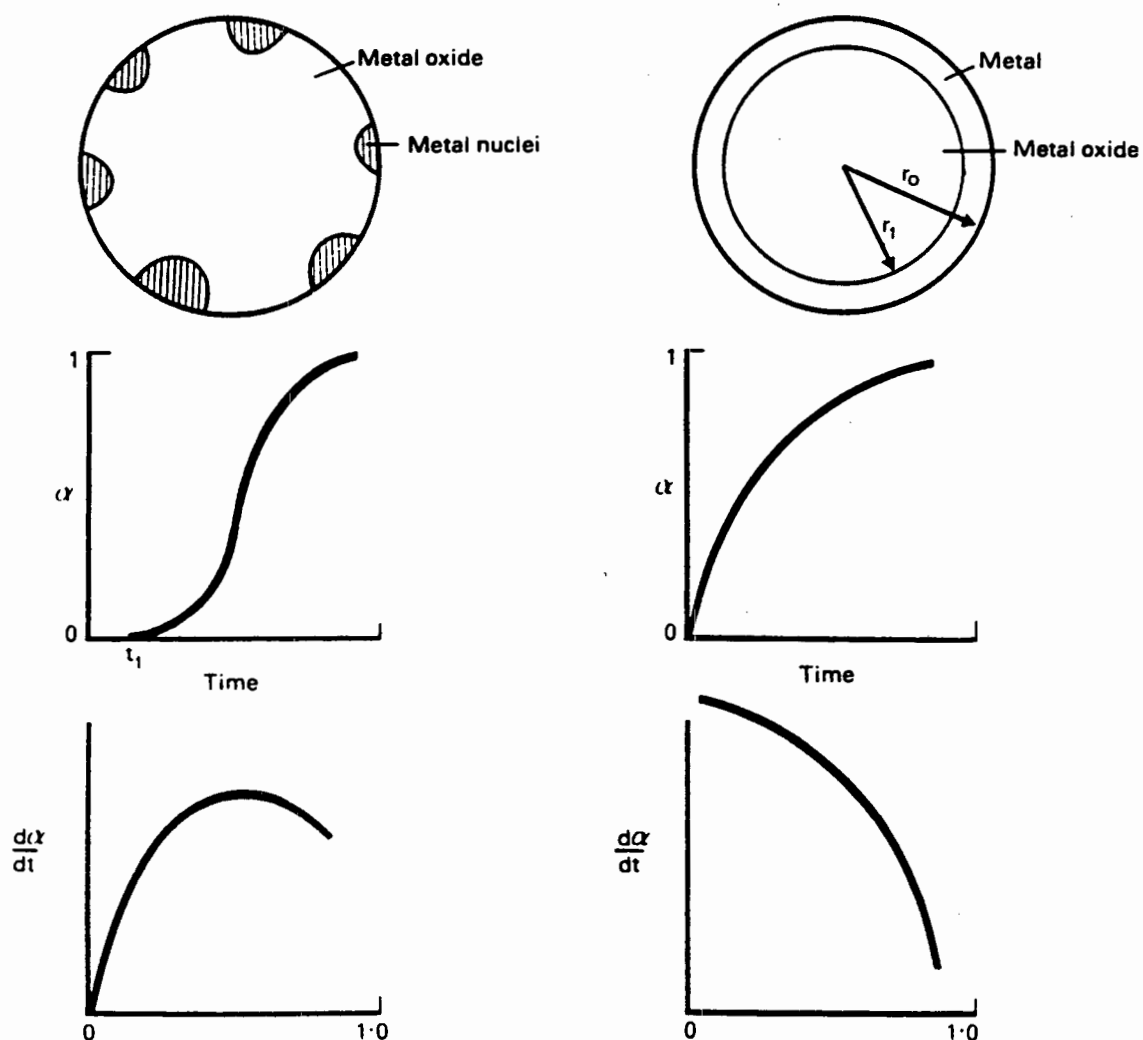 Metal oxide
Metal nuclei
Metal
Metal oxide
r₀
r₁
1
α
0
t₁
Time
1
α
0
Time
dα
dt
0
1·0
dα
dt
0
1·0